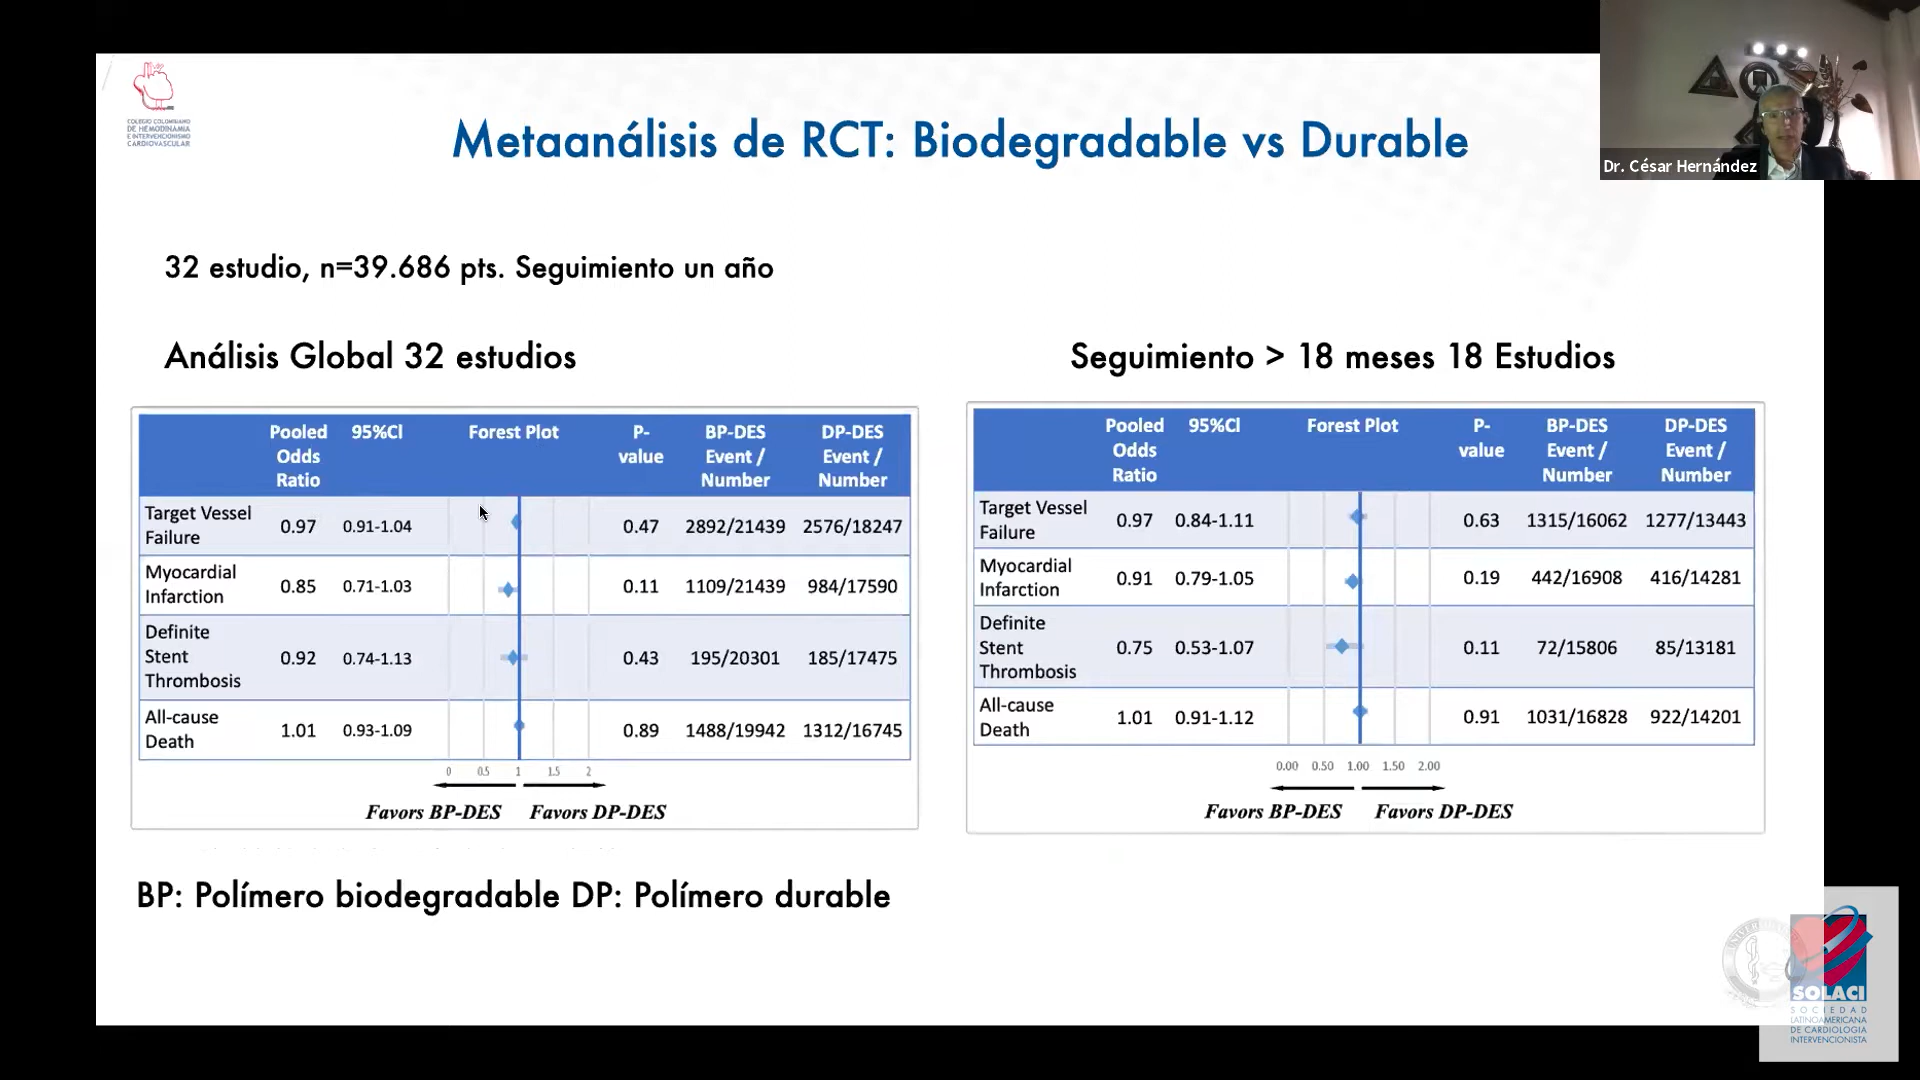 COLEGIO COLOMBIANO
DE HEMODINAMIA
E INTERVENCIONISMO
CARDIOVASCULAR
Metaanálisis de RCT: Biodegradable vs Durable
Dr. César Hernández
32 estudio, n=39.686 pts. Seguimiento un año
Análisis Global 32 estudios
Pooled Odds Ratio 95%CI Forest Plot P-value BP-DES Event / Number DP-DES Event / Number
Target Vessel Failure 0.97 0.91-1.04 0.47 2892/21439 2576/18247
Myocardial Infarction 0.85 0.71-1.03 0.11 1109/21439 984/17590
Definite Stent Thrombosis 0.92 0.74-1.13 0.43 195/20301 185/17475
All-cause Death 1.01 0.93-1.09 0.89 1488/19942 1312/16745
0 0.5 1 1.5 2
Favors BP-DES Favors DP-DES
Seguimiento > 18 meses 18 Estudios
Pooled Odds Ratio 95%CI Forest Plot P-value BP-DES Event / Number DP-DES Event / Number
Target Vessel Failure 0.97 0.84-1.11 0.63 1315/16062 1277/13443
Myocardial Infarction 0.91 0.79-1.05 0.19 442/16908 416/14281
Definite Stent Thrombosis 0.75 0.53-1.07 0.11 72/15806 85/13181
All-cause Death 1.01 0.91-1.12 0.91 1031/16828 922/14201
0.00 0.50 1.00 1.50 2.00
Favors BP-DES Favors DP-DES
BP: Polímero biodegradable DP: Polímero durable
SOLACI
SOCIEDAD
LATINOAMERICANA
DE CARDIOLOGIA
INTERVENCIONISTA